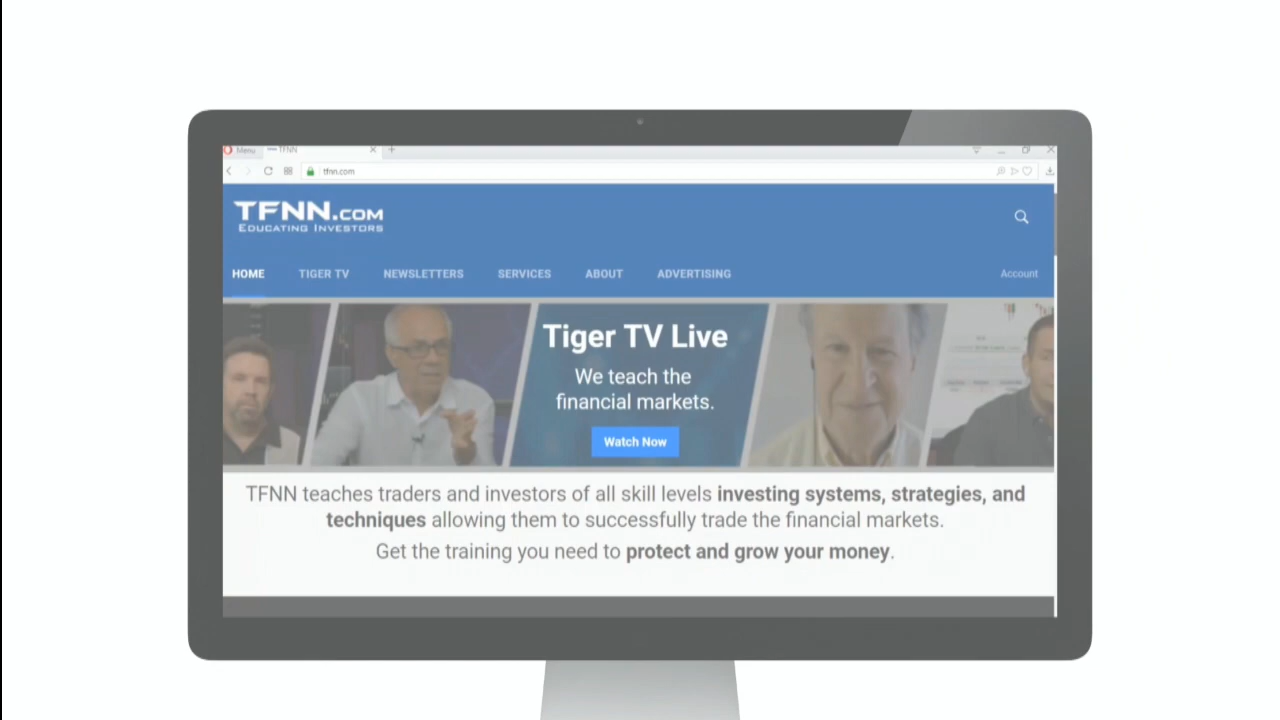 Menu
TFNN
tfnn.com
TFNN.COM
EDUCATING INVESTORS
HOME TIGER TV NEWSLETTERS SERVICES ABOUT ADVERTISING Account
Tiger TV Live
We teach the
financial markets.
Watch Now
TFNN teaches traders and investors of all skill levels investing systems, strategies, and
techniques allowing them to successfully trade the financial markets.
Get the training you need to protect and grow your money.